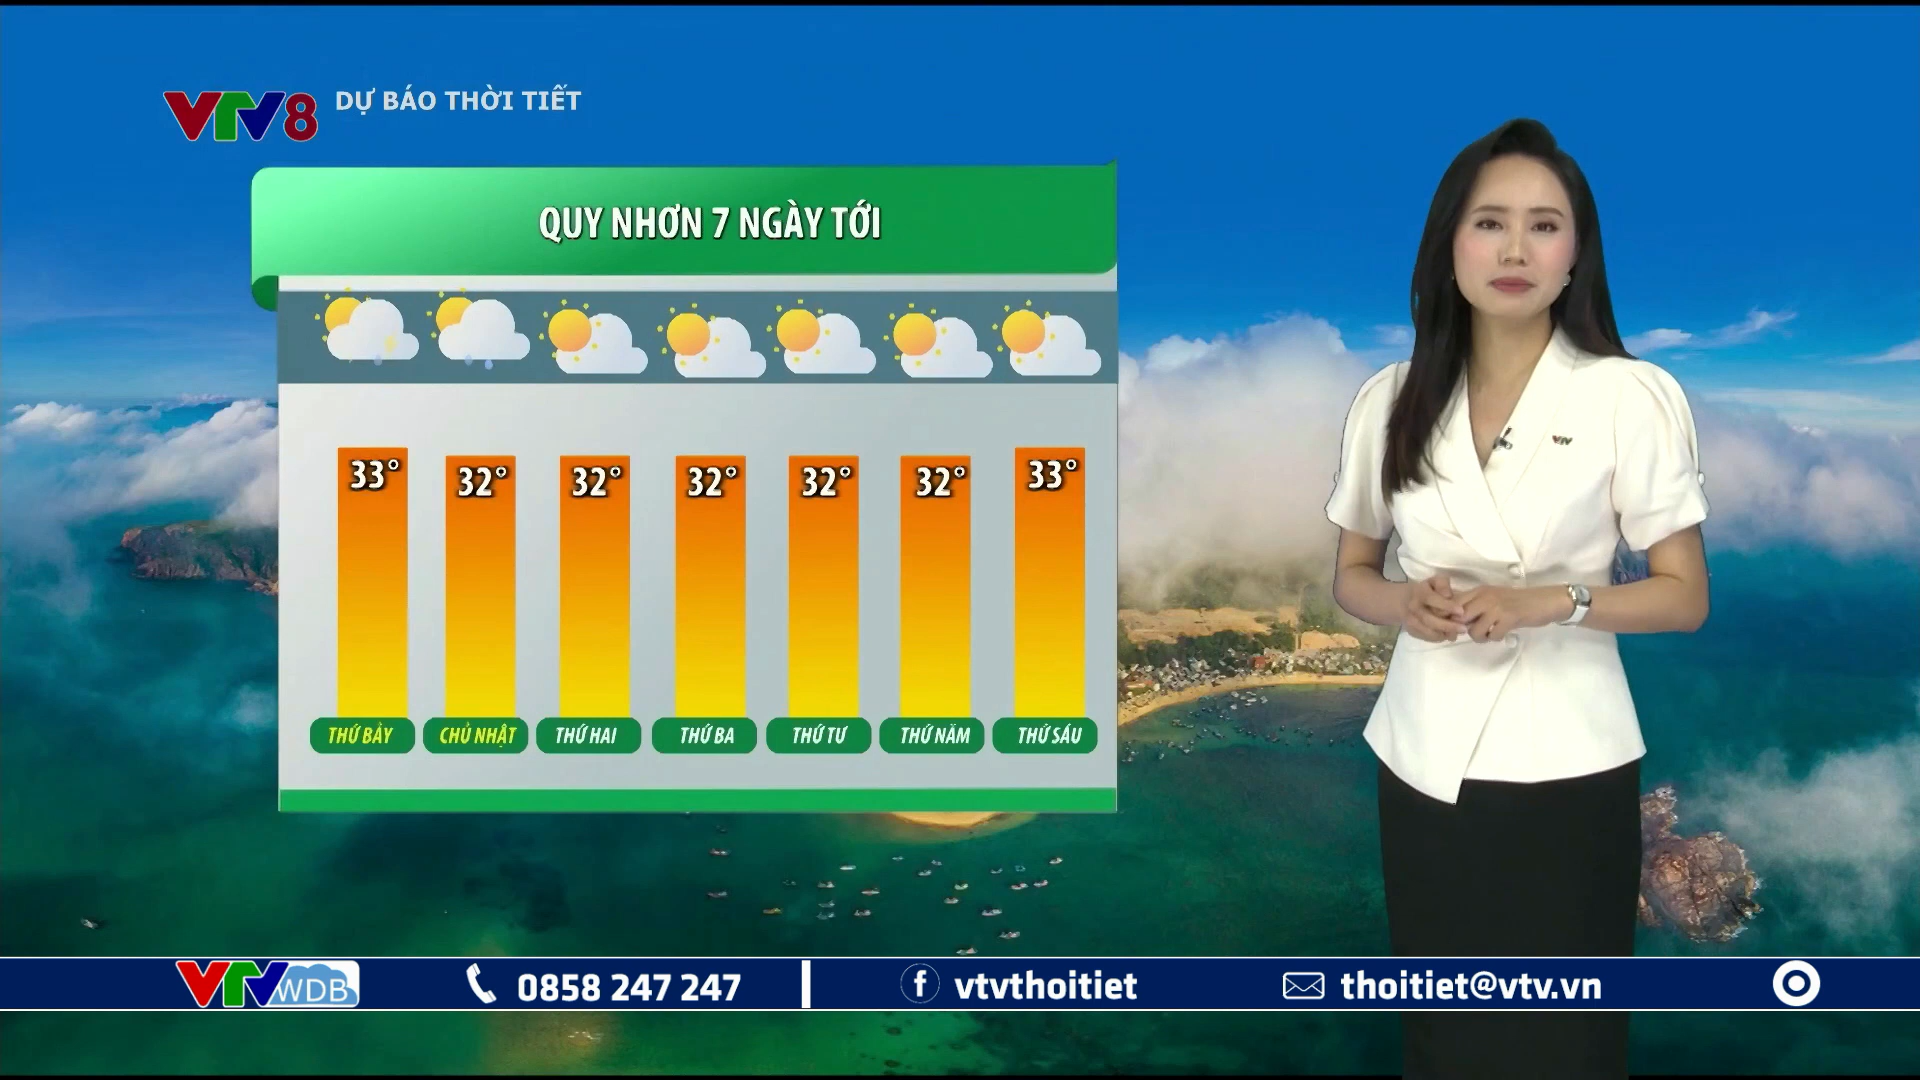 VTV8 DỰ BÁO THỜI TIẾT
QUY NHƠN 7 NGÀY TỚI
33° 32° 32° 32° 32° 32° 33°
THỨ BẢY CHỦ NHẬT THỨ HAI THỨ BA THỨ TƯ THỨ NĂM THỨ SÁU
VTV
VTV WDB 0858 247 247 vtvthoitiet thoitiet@vtv.vn